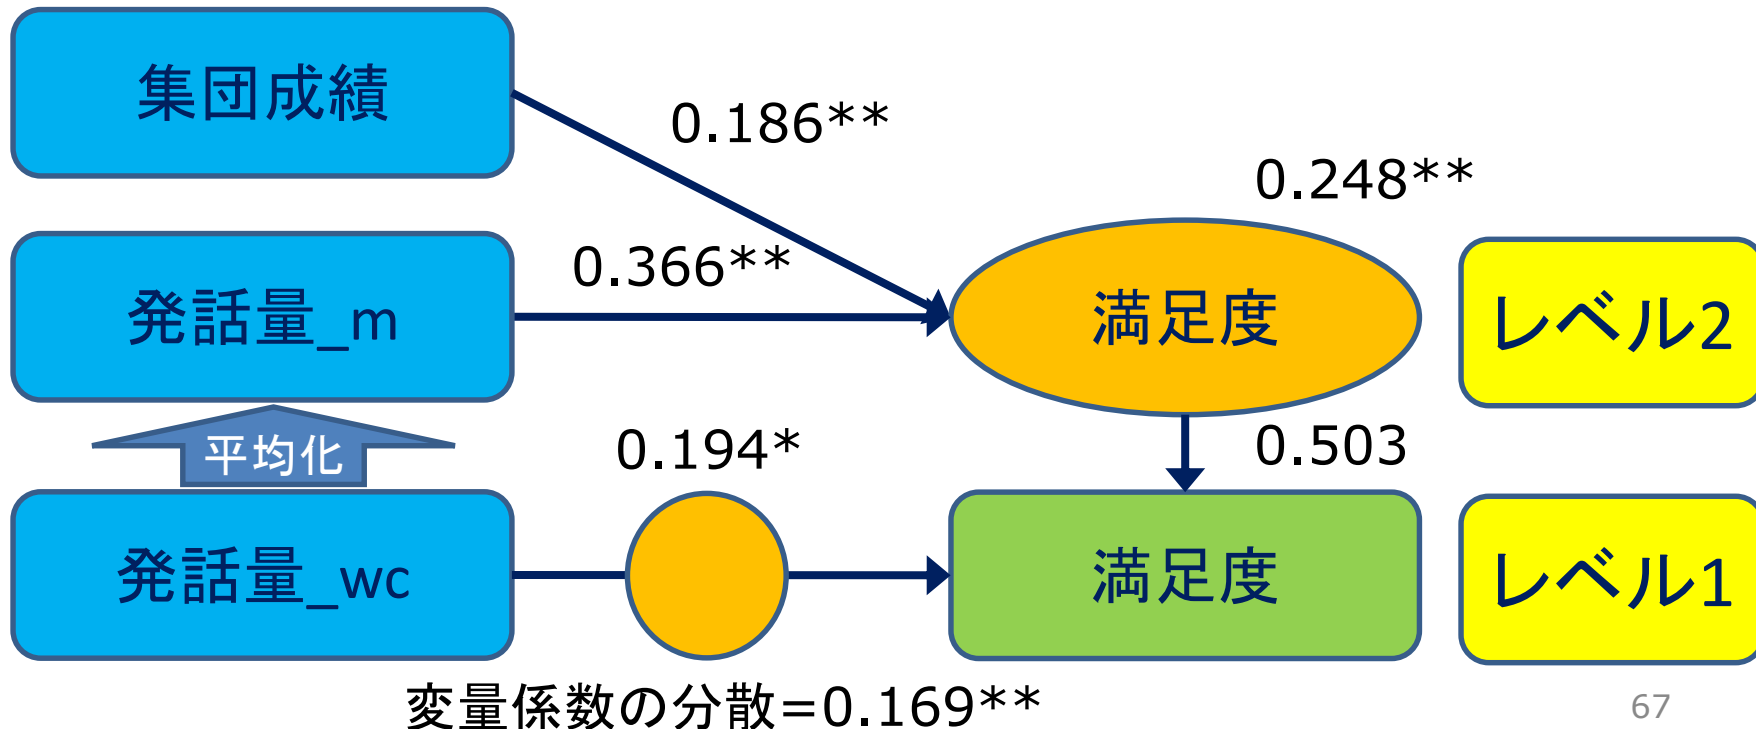 集団成績
0.186**
0.248**
発話量_m
0.366**
満足度
レベル2
平均化
0.194*
0.503
発話量_wc
満足度
レベル1
変量係数の分散=0.169**
67